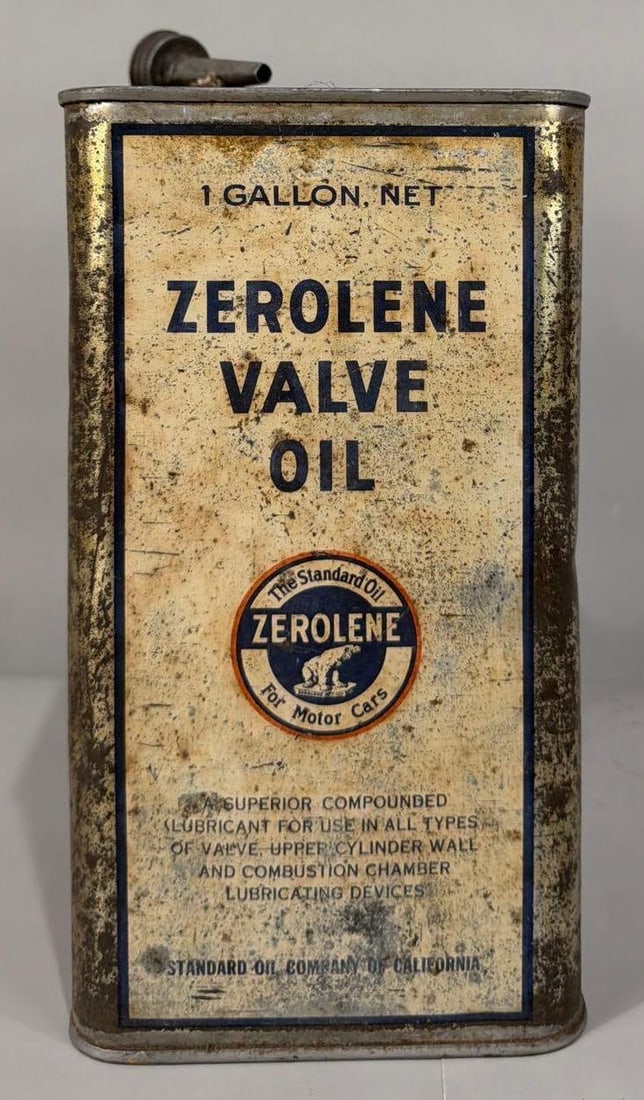 1 GALLON, NET
ZEROLENE
VALVE
OIL
The Standard Oil
ZEROLENE
For Motor Cars
A SUPERIOR COMPOUNDED
LUBRICANT FOR USE IN ALL TYPES
OF VALVE, UPPER CYLINDER WALL
AND COMBUSTION CHAMBER
LUBRICATING DEVICES
STANDARD OIL COMPANY OF CALIFORNIA